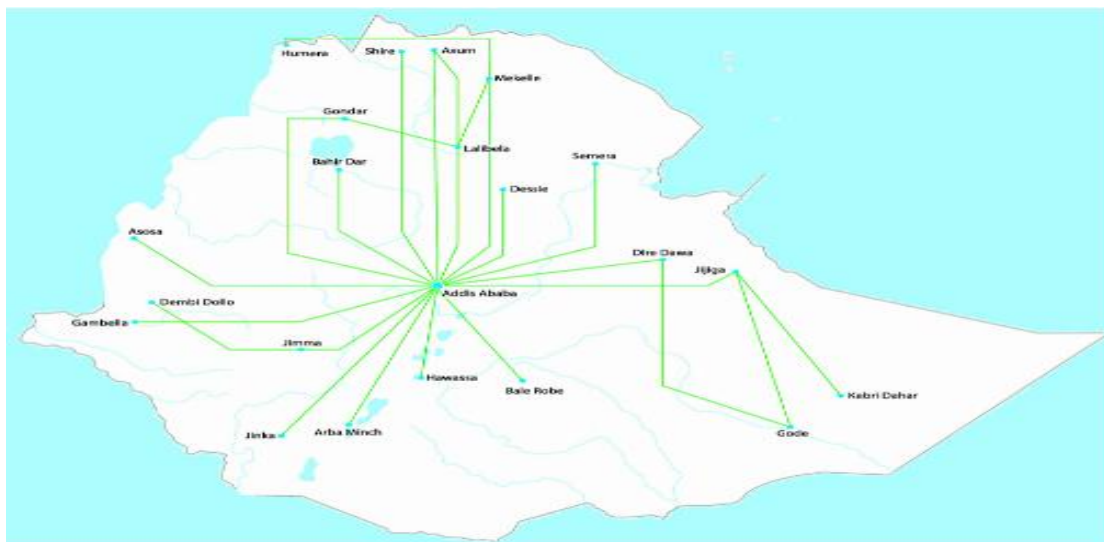 Humera
Shire
Axum
Mekelle
Gondar
Lalibela
Bahir Dar
Semera
Dessie
Asosa
Dire Dawa
Jijiga
Addis Ababa
Dembi Dollo
Gambella
Jimma
Hawassa
Bale Robe
Kebri Dahar
Jinka
Arba Minch
Gode